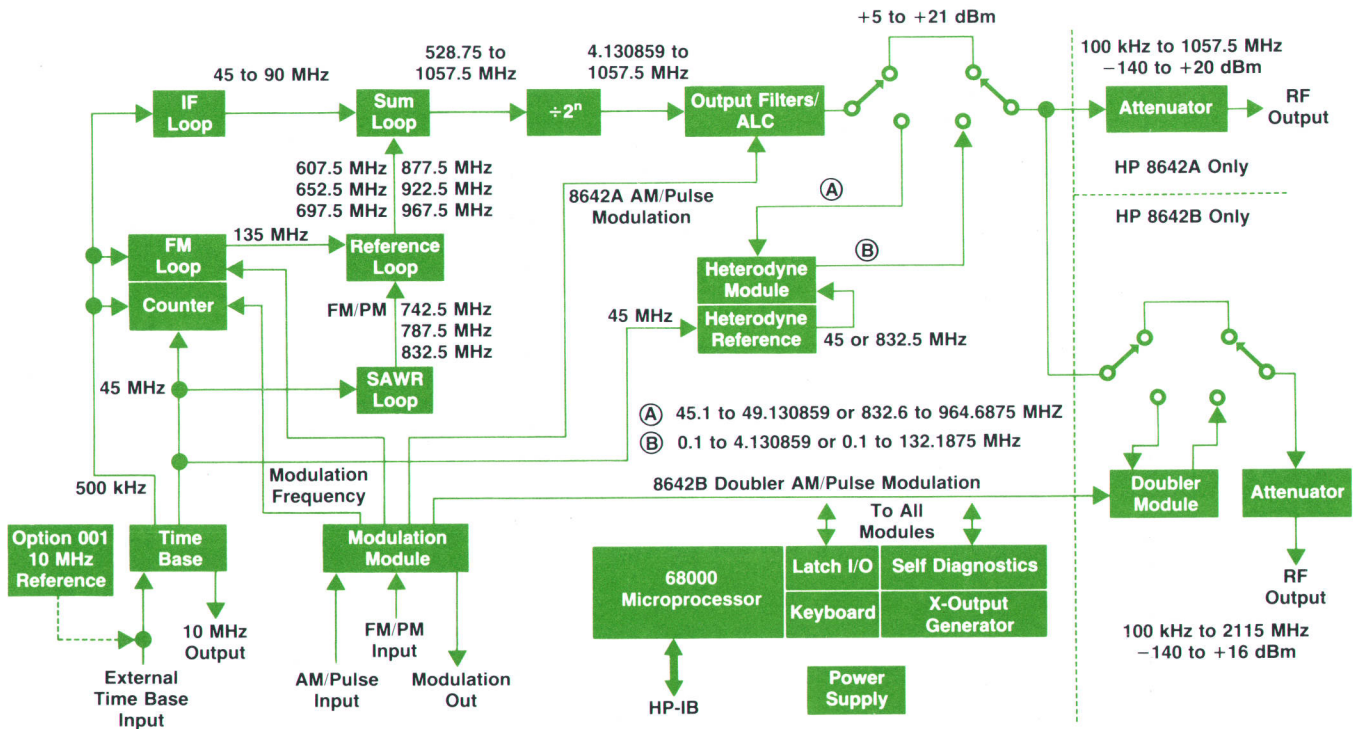 +5 to +21 dBm
528.75 to
1057.5 MHz
4.130859 to
1057.5 MHz
100 kHz to 1057.5 MHz
−140 to +20 dBm
45 to 90 MHz
IF
Loop
Sum
Loop
÷2ⁿ
Output Filters/
ALC
Attenuator
RF
Output
607.5 MHz
652.5 MHz
697.5 MHz
877.5 MHz
922.5 MHz
967.5 MHz
8642A AM/Pulse
Modulation
HP 8642A Only
HP 8642B Only
A
B
135 MHz
FM
Loop
Counter
Reference
Loop
Heterodyne
Module
Heterodyne
Reference
FM/PM
742.5 MHz
787.5 MHz
832.5 MHz
45 MHz
45 or 832.5 MHz
45 MHz
SAWR
Loop
A 45.1 to 49.130859 or 832.6 to 964.6875 MHZ
B 0.1 to 4.130859 or 0.1 to 132.1875 MHz
500 kHz
Modulation
Frequency
8642B Doubler AM/Pulse Modulation
To All
Modules
Doubler
Module
Attenuator
Option 001
10 MHz
Reference
Time
Base
Modulation
Module
68000
Microprocessor
Latch I/O
Self Diagnostics
Keyboard
X-Output
Generator
RF
Output
10 MHz
Output
FM/PM
Input
100 kHz to 2115 MHz
−140 to +16 dBm
External
Time Base
Input
AM/Pulse
Input
Modulation
Out
HP-IB
Power
Supply